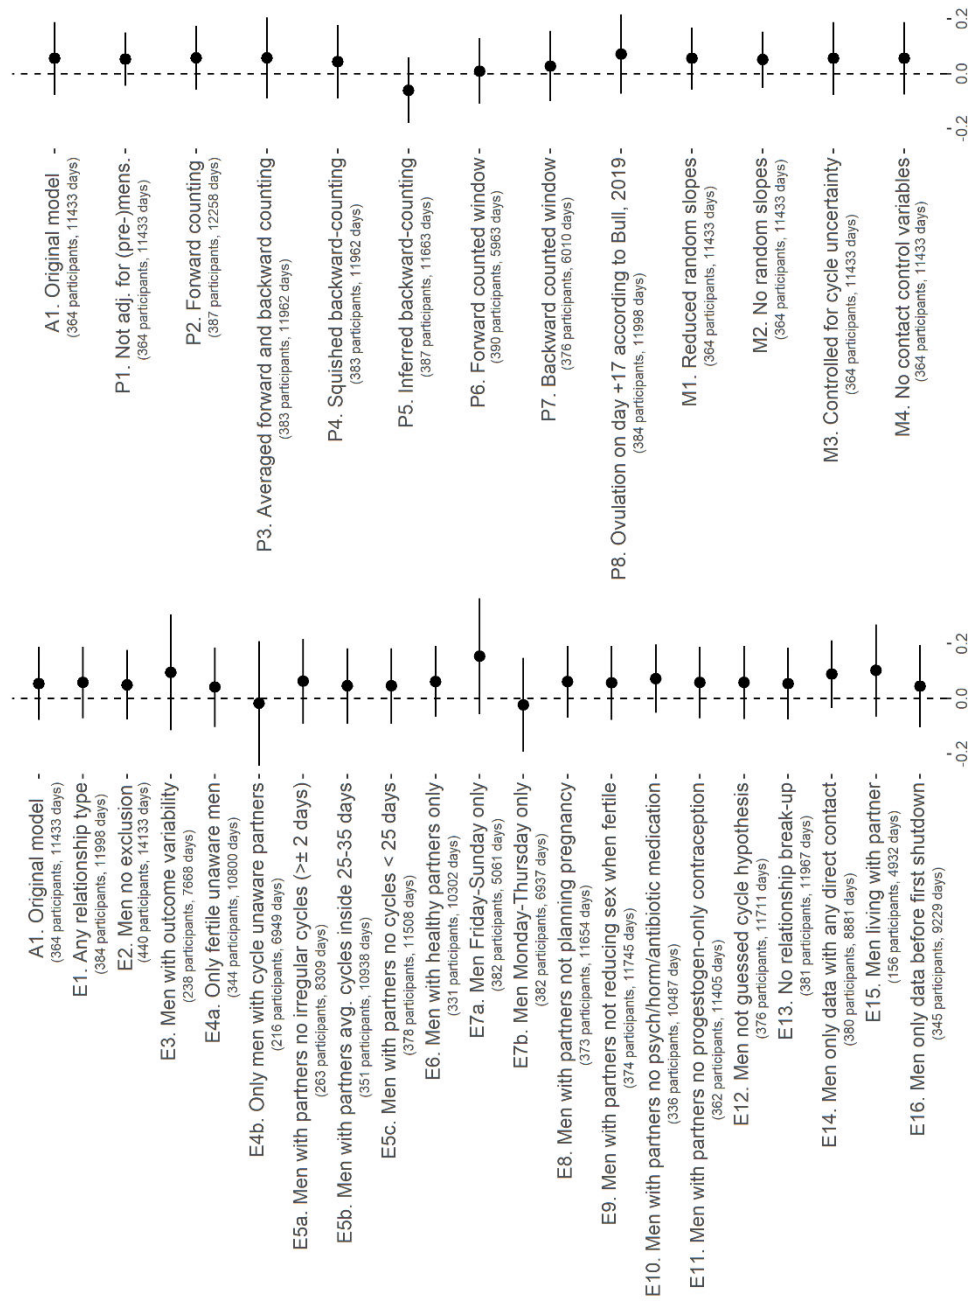 A1. Original model
(364 participants, 11433 days)
E1. Any relationship type
(384 participants, 11998 days)
E2. Men no exclusion
(440 participants, 14133 days)
E3. Men with outcome variability
(238 participants, 7668 days)
E4a. Only fertile unaware men
(344 participants, 10800 days)
E4b. Only men with cycle unaware partners
(216 participants, 6949 days)
E5a. Men with partners no irregular cycles (>± 2 days)
(263 participants, 8309 days)
E5b. Men with partners avg. cycles inside 25-35 days
(351 participants, 10938 days)
E5c. Men with partners no cycles < 25 days
(378 participants, 11508 days)
E6. Men with healthy partners only
(331 participants, 10302 days)
E7a. Men Friday-Sunday only
(382 participants, 5061 days)
E7b. Men Monday-Thursday only
(382 participants, 6937 days)
E8. Men with partners not planning pregnancy
(373 participants, 11654 days)
E9. Men with partners not reducing sex when fertile
(374 participants, 11745 days)
E10. Men with partners no psych/horm/antibiotic medication
(336 participants, 10487 days)
E11. Men with partners no progestogen-only contraception
(362 participants, 11405 days)
E12. Men not guessed cycle hypothesis
(376 participants, 11711 days)
E13. No relationship break-up
(381 participants, 11967 days)
E14. Men only data with any direct contact
(380 participants, 8881 days)
E15. Men living with partner
(156 participants, 4932 days)
E16. Men only data before first shutdown
(345 participants, 9229 days)
-0.2 0.0 0.2
A1. Original model
(364 participants, 11433 days)
P1. Not adj. for (pre-)mens.
(364 participants, 11433 days)
P2. Forward counting
(387 participants, 12258 days)
P3. Averaged forward and backward counting
(383 participants, 11962 days)
P4. Squished backward-counting
(383 participants, 11962 days)
P5. Inferred backward-counting
(387 participants, 11663 days)
P6. Forward counted window
(390 participants, 5963 days)
P7. Backward counted window
(376 participants, 6010 days)
P8. Ovulation on day +17 according to Bull, 2019
(384 participants, 11998 days)
M1. Reduced random slopes
(364 participants, 11433 days)
M2. No random slopes
(364 participants, 11433 days)
M3. Controlled for cycle uncertainty
(364 participants, 11433 days)
M4. No contact control variables
(364 participants, 11433 days)
-0.2 0.0 0.2